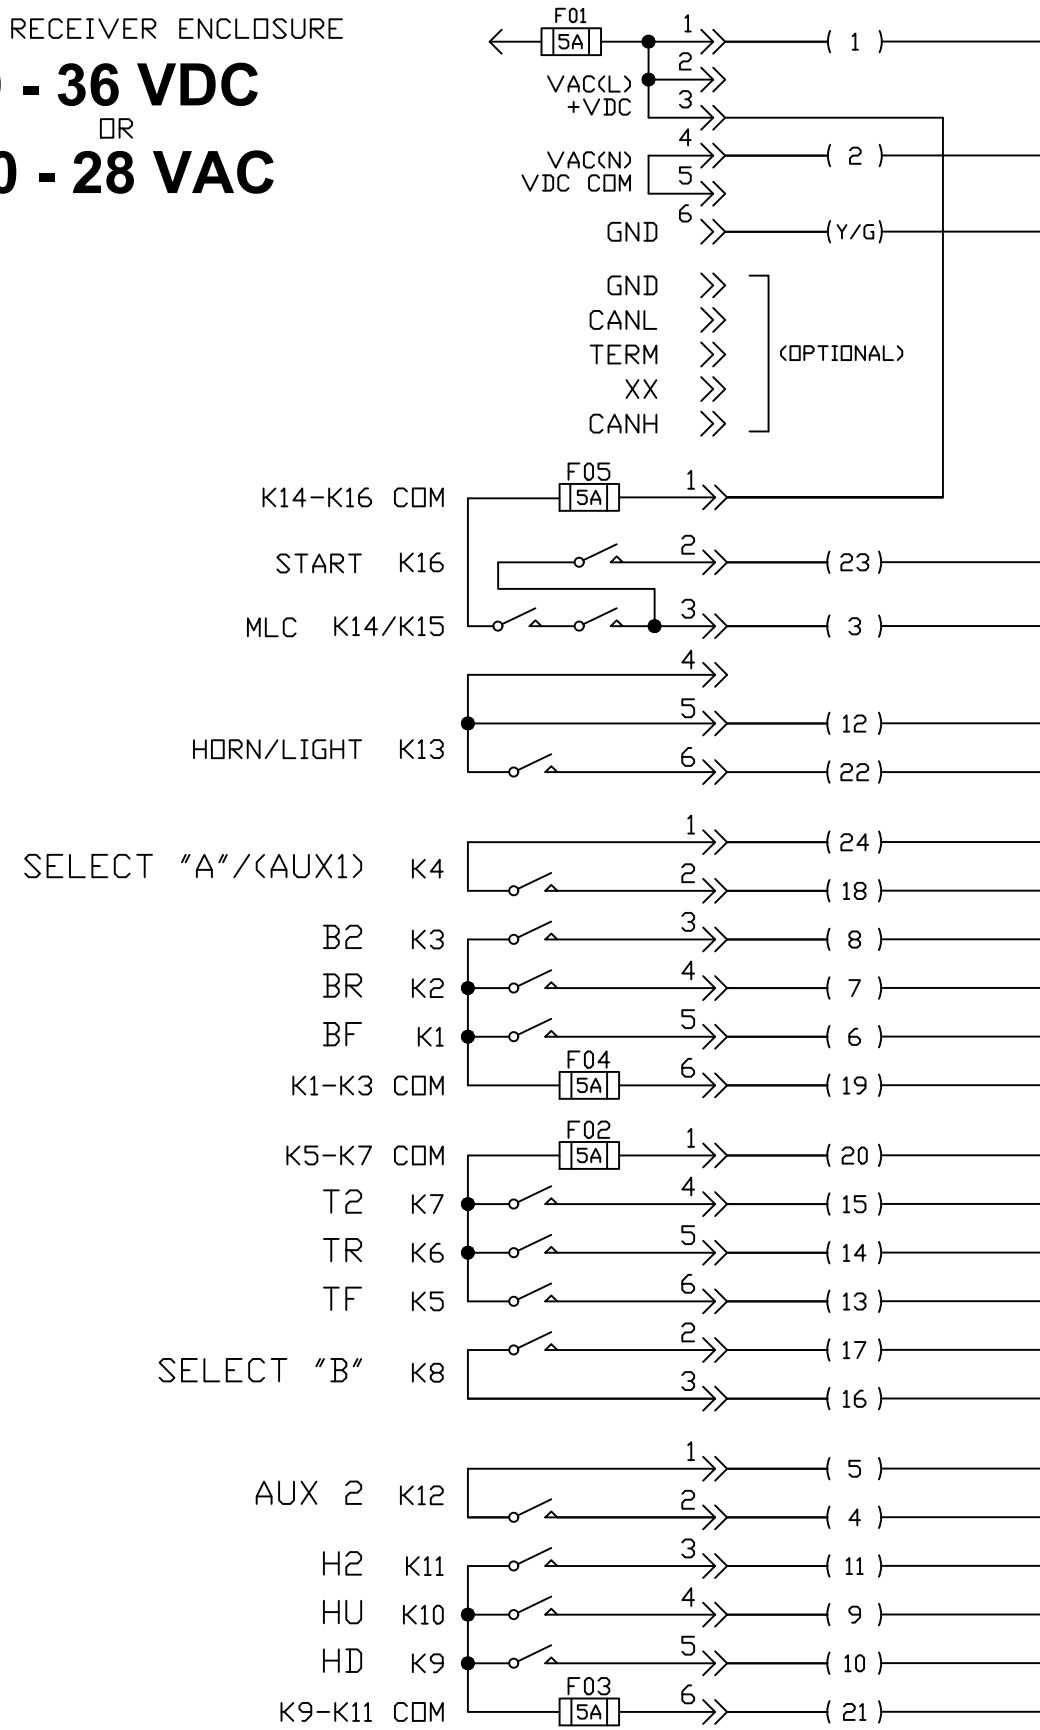 RECEIVER ENCLOSURE
- 36 VDC
OR
- 28 VAC
F01
5A
1
( 1 )
VAC(L)
2
+VDC
3
VAC(N)
4
( 2 )
VDC COM
5
GND
6
(Y/G)
GND
CANL
TERM
(OPTIONAL)
XX
CANH
K14-K16 COM
F05
5A
1
START K16
2
( 23 )
MLC K14/K15
3
( 3 )
4
5
( 12 )
HORN/LIGHT K13
6
( 22 )
1
( 24 )
SELECT "A"/(AUX1) K4
2
( 18 )
B2 K3
3
( 8 )
BR K2
4
( 7 )
BF K1
5
( 6 )
K1-K3 COM
F04
5A
6
( 19 )
K5-K7 COM
F02
5A
1
( 20 )
T2 K7
4
( 15 )
TR K6
5
( 14 )
TF K5
6
( 13 )
2
( 17 )
SELECT "B" K8
3
( 16 )
1
( 5 )
AUX 2 K12
2
( 4 )
H2 K11
3
( 11 )
HU K10
4
( 9 )
HD K9
5
( 10 )
K9-K11 COM
F03
5A
6
( 21 )